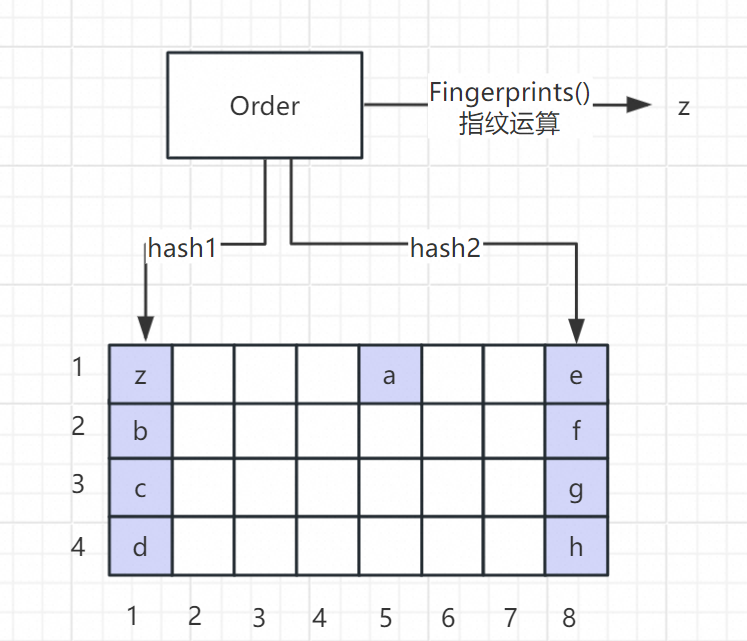 Order
Fingerprints()
指纹运算
z
hash1
hash2
1 z a e
2 b f
3 c g
4 d h
1 2 3 4 5 6 7 8